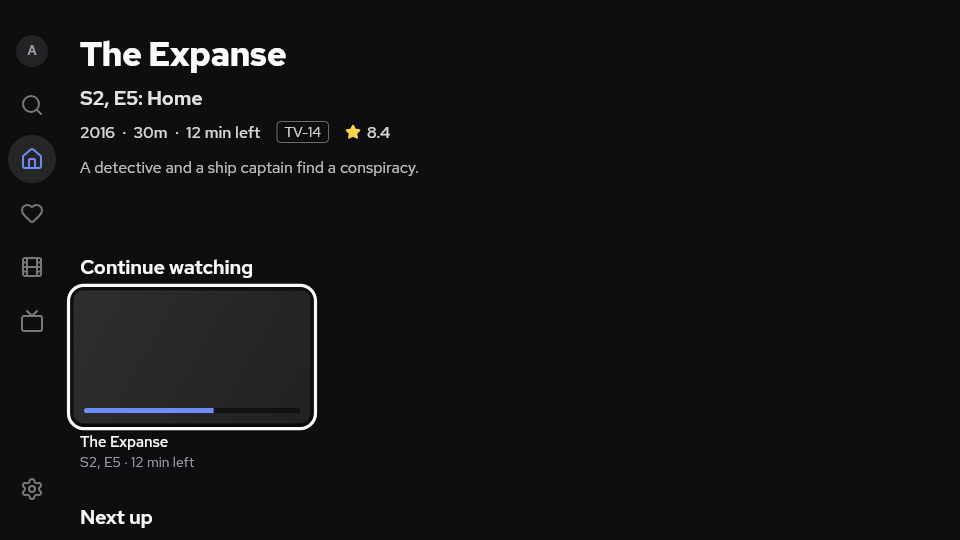 A
The Expanse
S2, E5: Home
2016 · 30m · 12 min left TV-14 8.4
A detective and a ship captain find a conspiracy.
Continue watching
The Expanse
S2, E5 · 12 min left
Next up